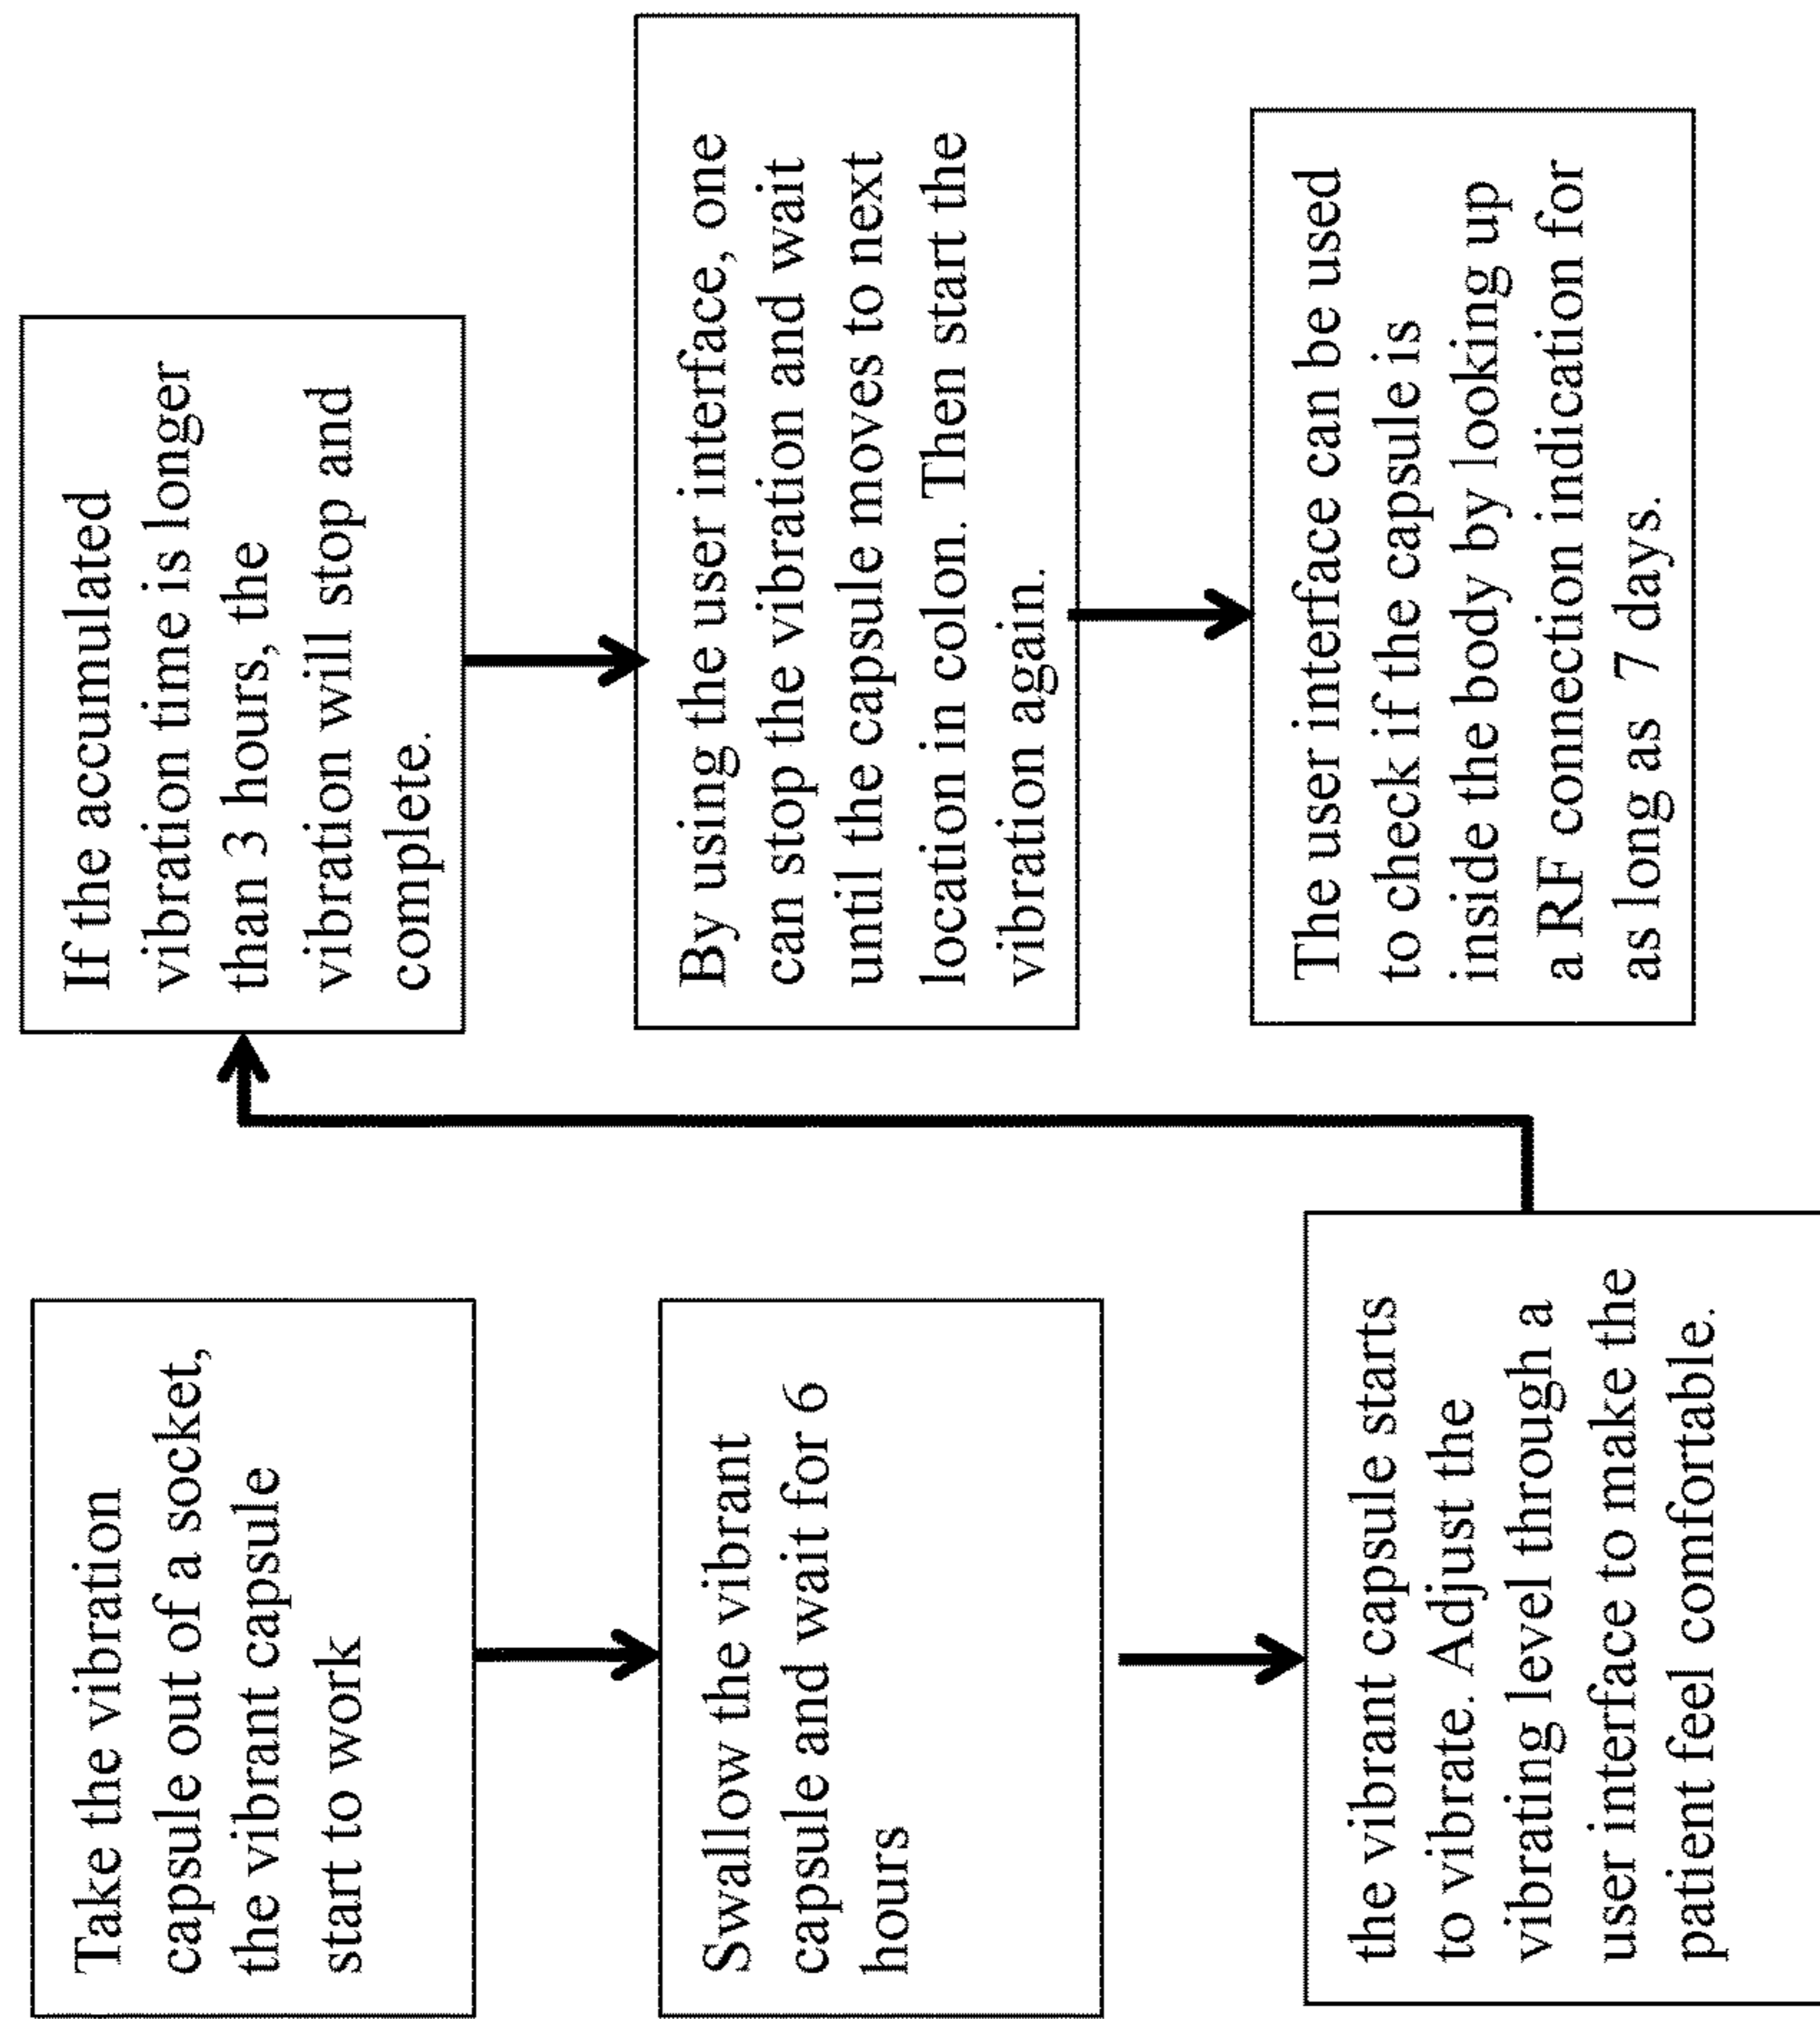 Take the vibration
capsule out of a socket,
the vibrant capsule
start to work
Swallow the vibrant
capsule and wait for 6
hours
the vibrant capsule starts
to vibrate. Adjust the
vibrating level through a
user interface to make the
patient feel comfortable.
If the accumulated
vibration time is longer
than 3 hours, the
vibration will stop and
complete.
By using the user interface, one
can stop the vibration and wait
until the capsule moves to next
location in colon. Then start the
vibration again.
The user interface can be used
to check if the capsule is
inside the body by looking up
a RF connection indication for
as long as 7 days.